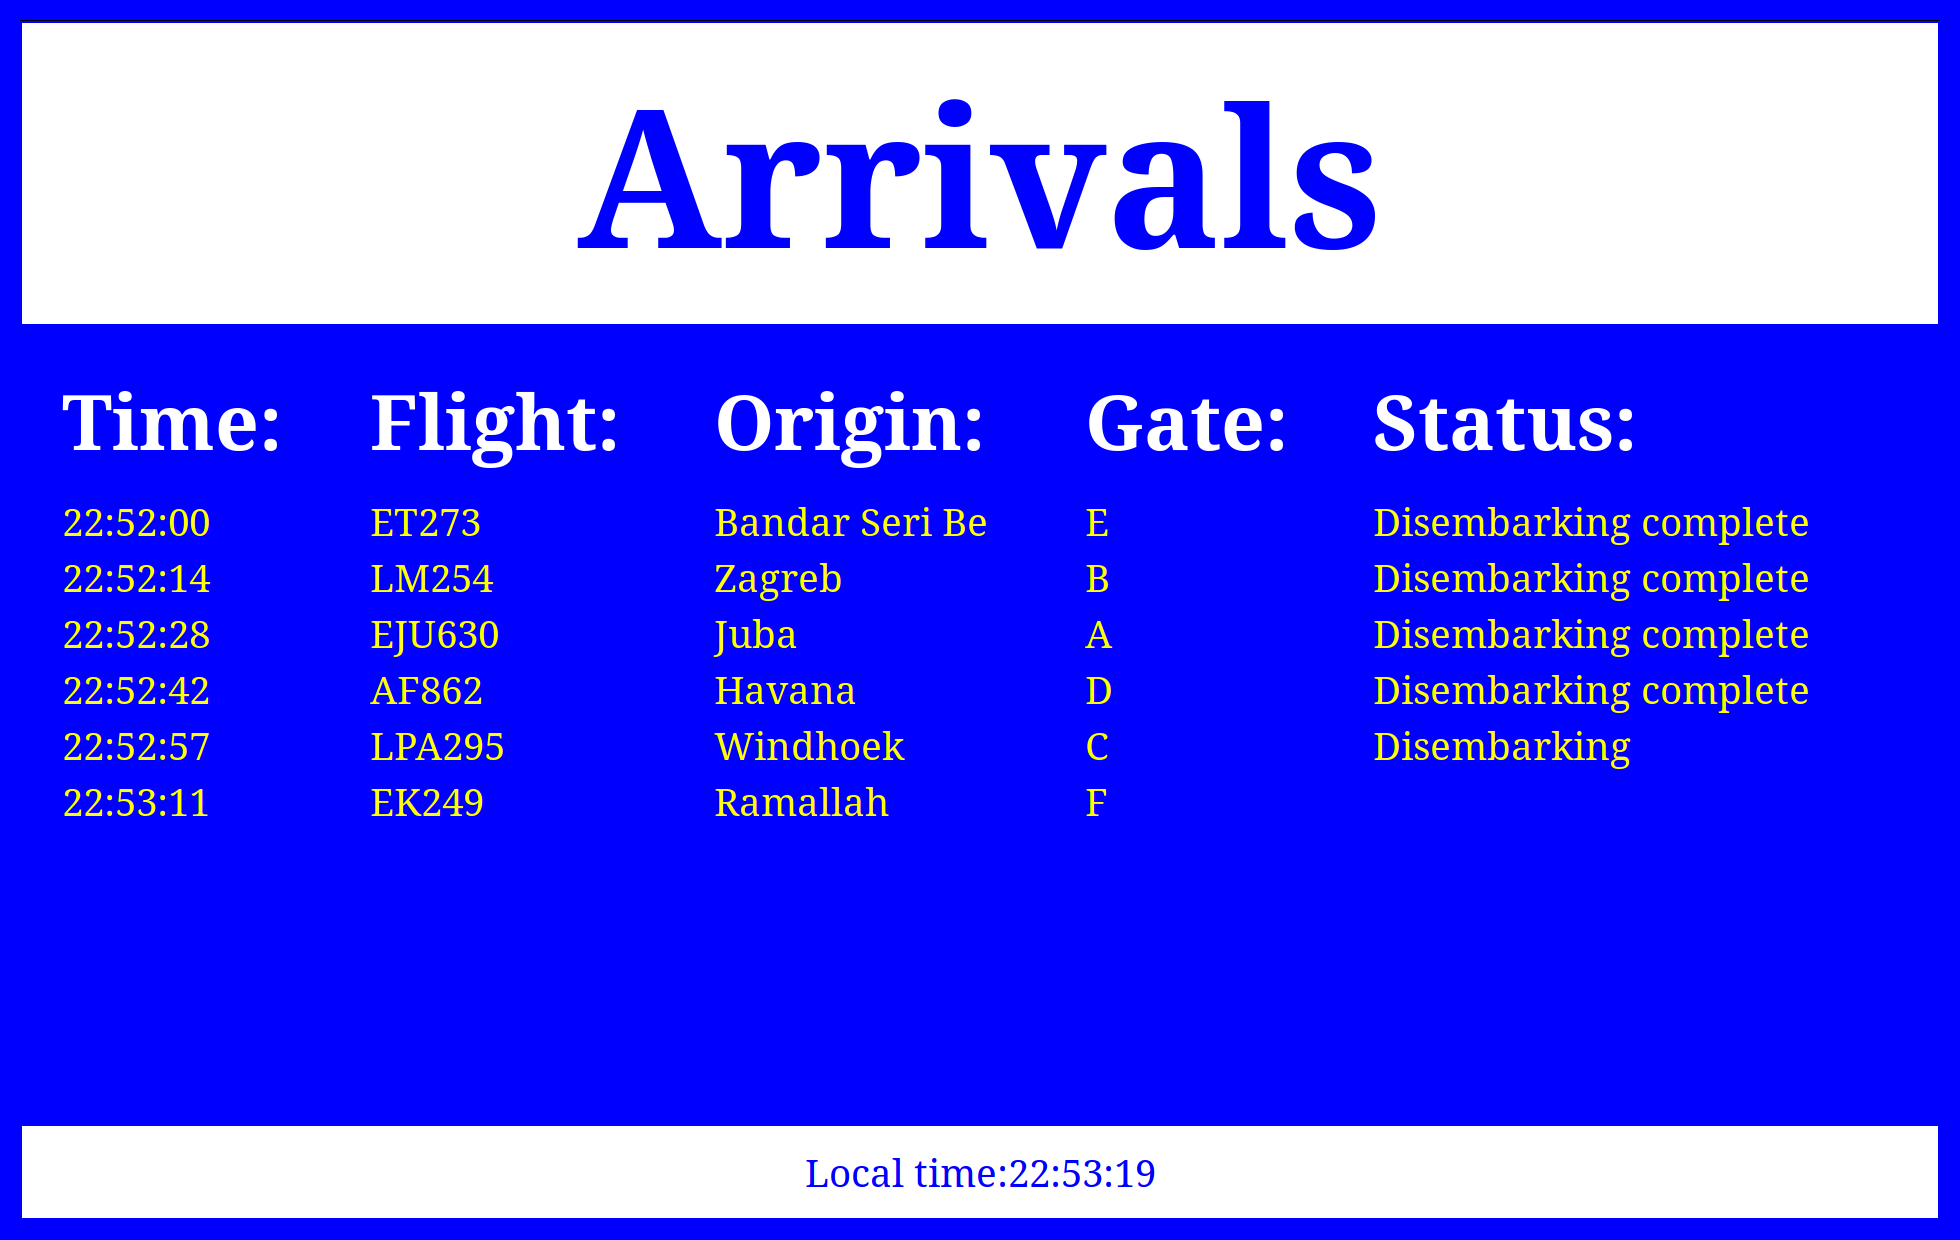 Arrivals
Time: Flight: Origin: Gate: Status:
22:52:00 ET273 Bandar Seri Be E Disembarking complete
22:52:14 LM254 Zagreb B Disembarking complete
22:52:28 EJU630 Juba A Disembarking complete
22:52:42 AF862 Havana D Disembarking complete
22:52:57 LPA295 Windhoek C Disembarking
22:53:11 EK249 Ramallah F
Local time:22:53:19